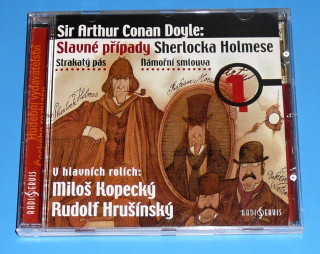 Sir Arthur Conan Doyle:
Slavné případy Sherlocka Holmese
Strakatý pás
Námořní smlouva
1
V hlavních rolích:
Miloš Kopecký
Rudolf Hrušínský
RADIOSERVIS
RADIOSERVIS